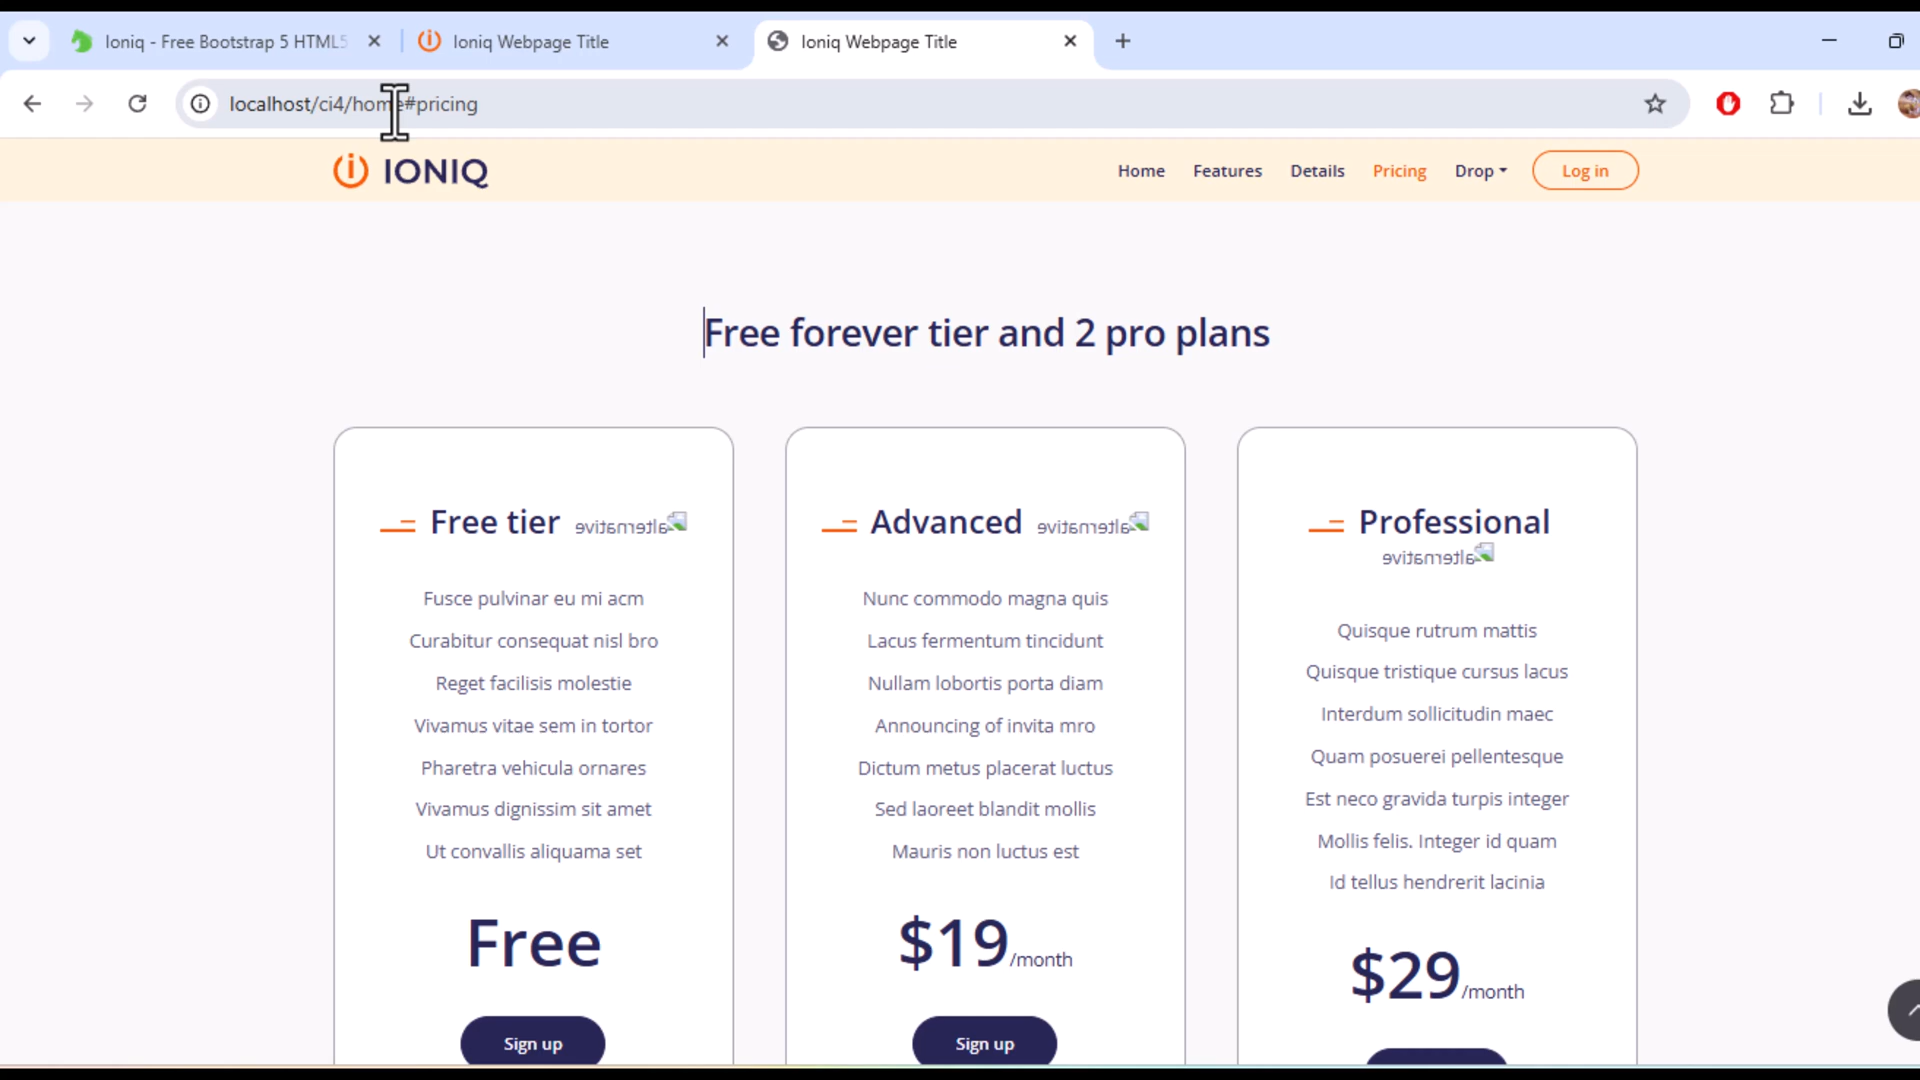 Ioniq - Free Bootstrap 5 HTML5
Ioniq Webpage Title
Ioniq Webpage Title
localhost/ci4/home#pricing
IONIQ
Home
Features
Details
Pricing
Drop
Log in
Free forever tier and 2 pro plans
Free tier
alternative
Fusce pulvinar eu mi acm
Curabitur consequat nisl bro
Reget facilisis molestie
Vivamus vitae sem in tortor
Pharetra vehicula ornares
Vivamus dignissim sit amet
Ut convallis aliquama set
Free
Sign up
Advanced
alternative
Nunc commodo magna quis
Lacus fermentum tincidunt
Nullam lobortis porta diam
Announcing of invita mro
Dictum metus placerat luctus
Sed laoreet blandit mollis
Mauris non luctus est
$19/month
Sign up
Professional
alternative
Quisque rutrum mattis
Quisque tristique cursus lacus
Interdum sollicitudin maec
Quam posuerei pellentesque
Est neco gravida turpis integer
Mollis felis. Integer id quam
Id tellus hendrerit lacinia
$29/month